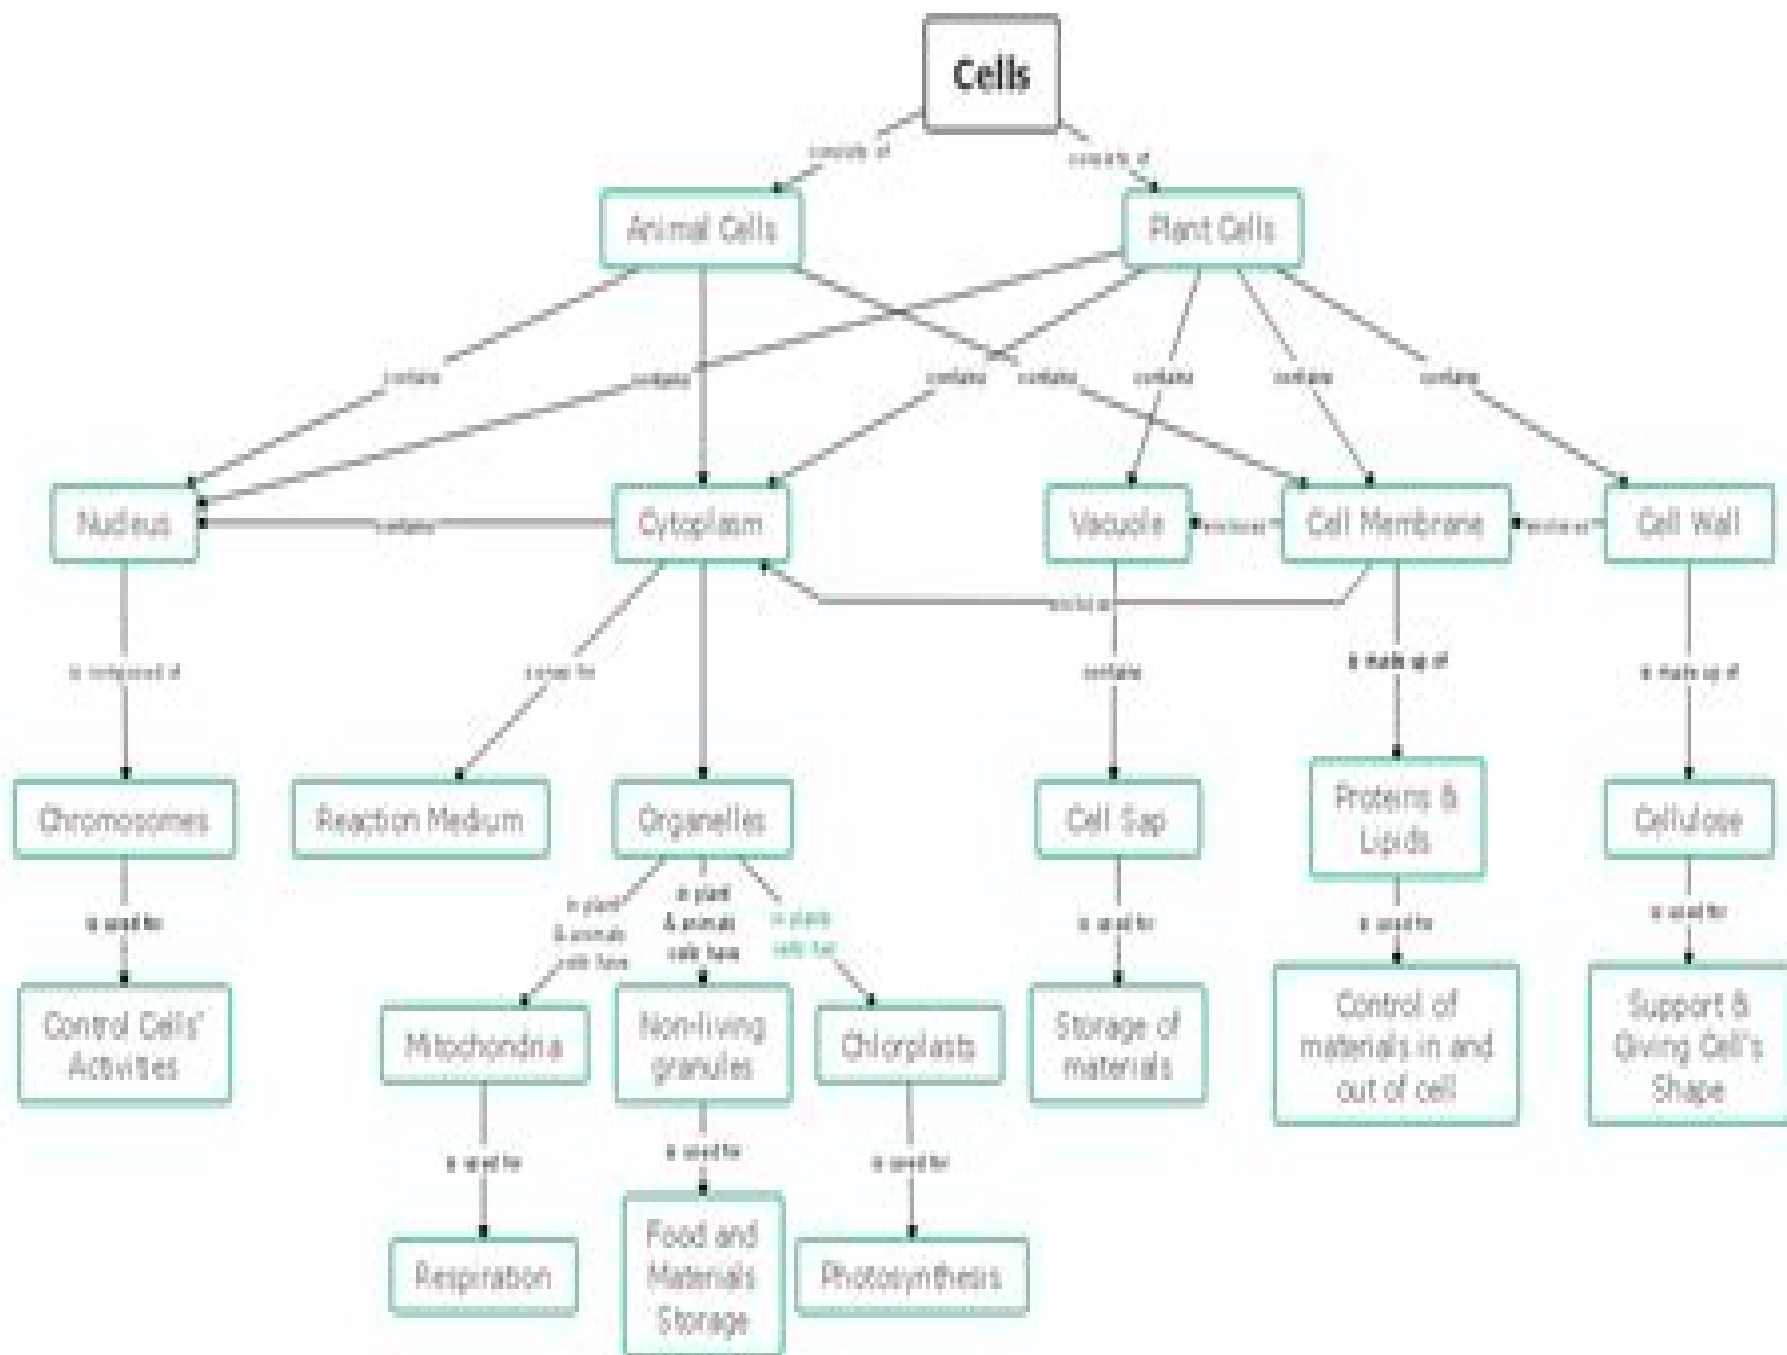 Cells
consists of
consists of
Animal Cells
Plant Cells
contains
contains
contains
contains
contains
contains
contains
Nucleus
contains
Cytoplasm
Vacuole
encloses
Cell Membrane
encloses
Cell Wall
encloses
is composed of
contains
is made up of
is made up of
Chromosomes
Reaction Medium
Organelles
Cell Sap
Proteins &
Lipids
Cellulose
is used for
in plant
& animals
cells have
in plant
& animals
cells have
in plants
cells
is used for
is used for
is used for
Control Cells'
Activities
Mitochondria
Non-living
granules
Chlorplasts
Storage of
materials
Control of
materials in and
out of cell
Support &
Giving Cell's
Shape
is used for
is used for
is used for
Respiration
Food and
Materials
Storage
Photosynthesis